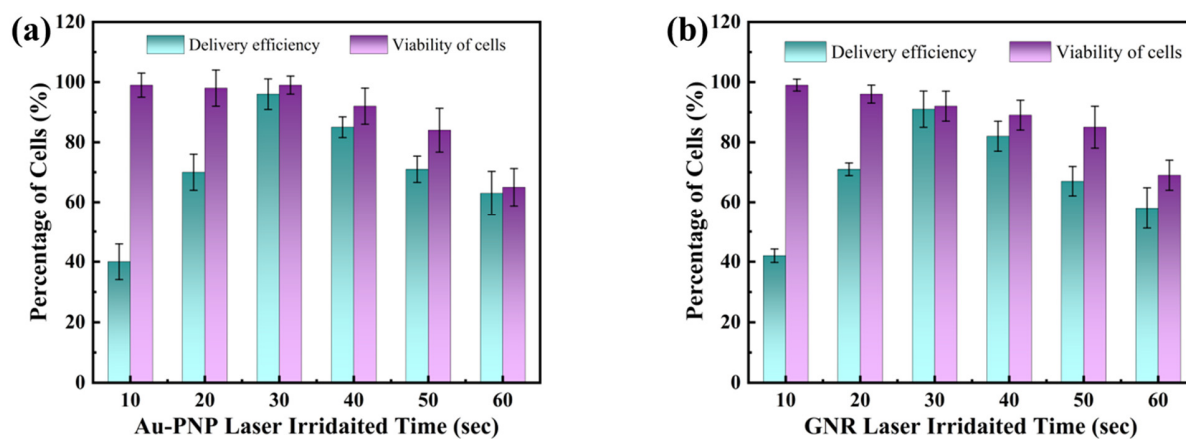 (a)
120
100
80
60
40
20
0
Percentage of Cells (%)
Delivery efficiency
Viability of cells
10 20 30 40 50 60
Au-PNP Laser Irridaited Time (sec)
(b)
120
100
80
60
40
20
0
Percentage of Cells (%)
Delivery efficiency
Viability of cells
10 20 30 40 50 60
GNR Laser Irridaited Time (sec)